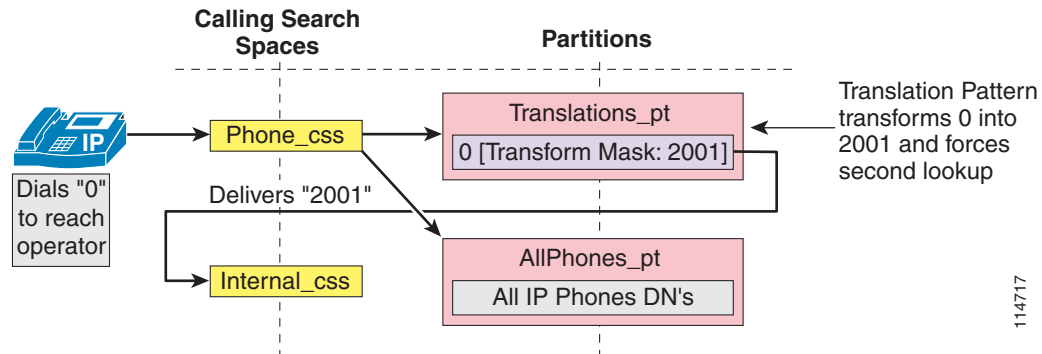 Calling Search
Spaces
Partitions
IP
Dials "0"
to reach
operator
Phone_css
Translations_pt
0 [Transform Mask: 2001]
Translation Pattern
transforms 0 into
2001 and forces
second lookup
Delivers "2001"
Internal_css
AllPhones_pt
All IP Phones DN's
114717